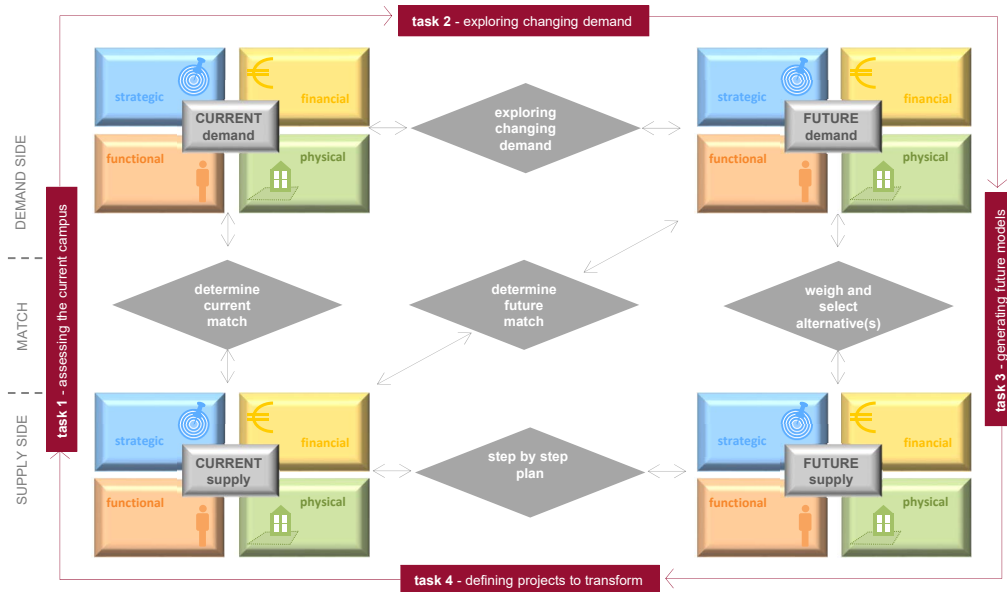 task 2 - exploring changing demand
strategic
financial
CURRENT
demand
functional
physical
exploring
changing
demand
strategic
financial
FUTURE
demand
functional
physical
DEMAND SIDE
MATCH
SUPPLY SIDE
task 1 - assessing the current campus
determine
current
match
determine
future
match
weigh and
select
alternative(s)
task 3 - generating future models
strategic
financial
CURRENT
supply
functional
physical
step by step
plan
strategic
financial
FUTURE
supply
functional
physical
task 4 - defining projects to transform